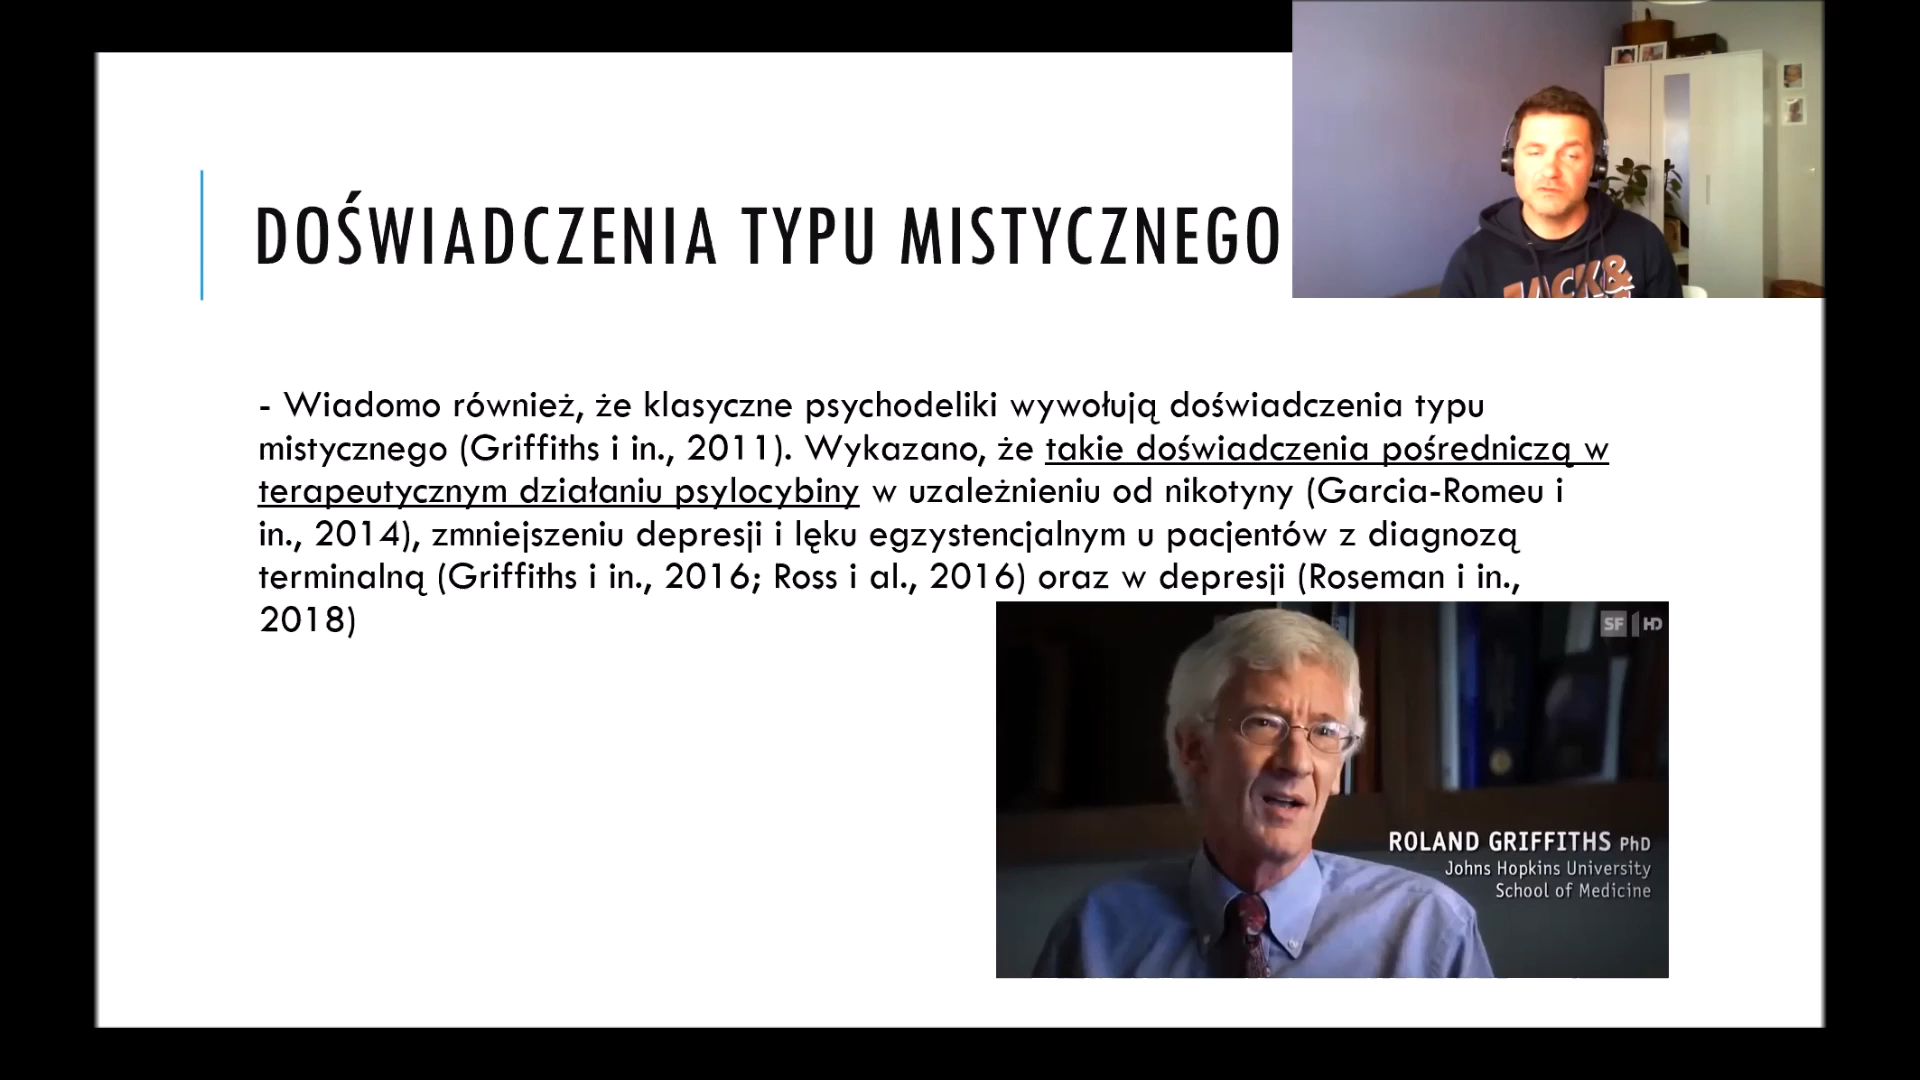 DOŚWIADCZENIA TYPU MISTYCZNEGO
- Wiadomo również, że klasyczne psychodeliki wywołują doświadczenia typu
mistycznego (Griffiths i in., 2011). Wykazano, że takie doświadczenia pośredniczą w
terapeutycznym działaniu psylocybiny w uzależnieniu od nikotyny (Garcia-Romeu i
in., 2014), zmniejszeniu depresji i lęku egzystencjalnym u pacjentów z diagnozą
terminalną (Griffiths i in., 2016; Ross i al., 2016) oraz w depresji (Roseman i in.,
2018)
SF HD
ROLAND GRIFFITHS PhD
Johns Hopkins University
School of Medicine